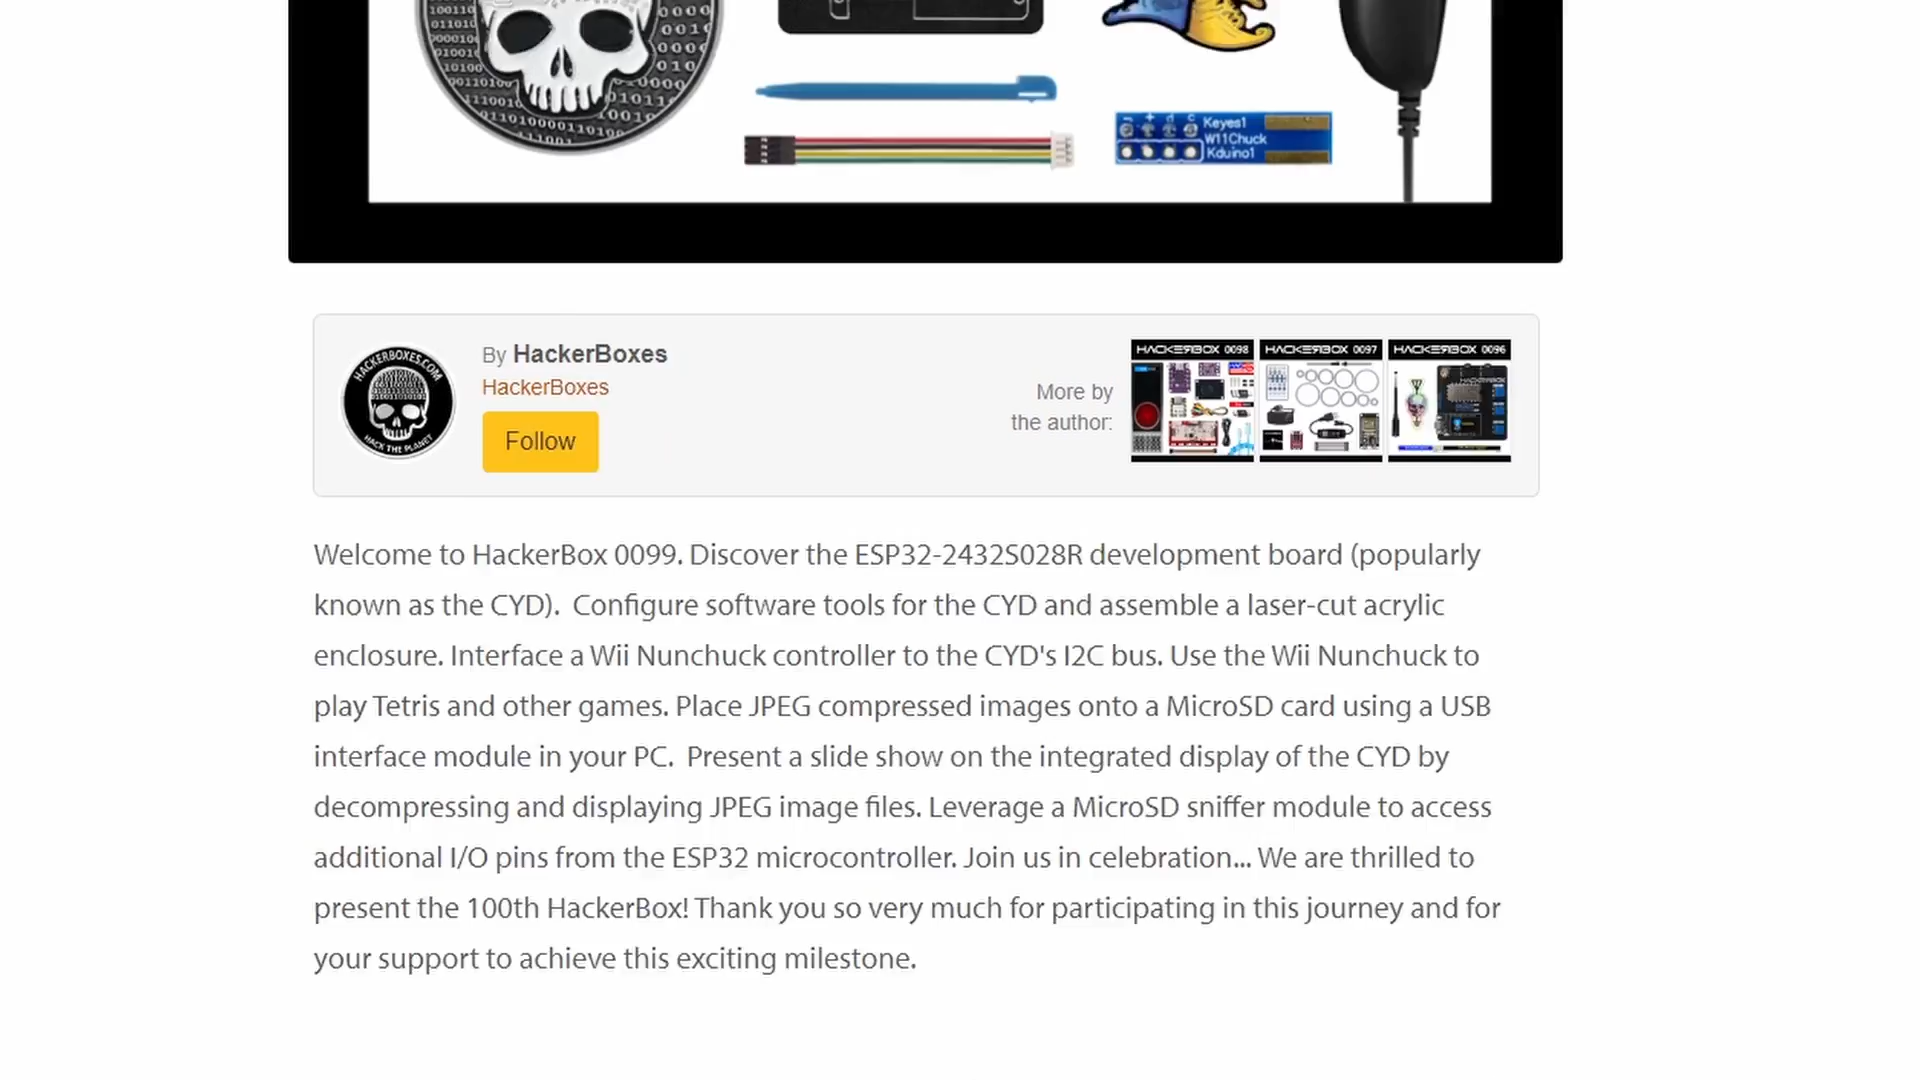 Keyes1
W11Chuck
Kduino1
By HackerBoxes
HackerBoxes
Follow
HACKERBOXES.COM
HACK THE PLANET
More by
the author:
HACKERBOX 0098
HACKERBOX 0097
HACKERBOX 0096
Welcome to HackerBox 0099. Discover the ESP32-2432S028R development board (popularly
known as the CYD).  Configure software tools for the CYD and assemble a laser-cut acrylic
enclosure. Interface a Wii Nunchuck controller to the CYD's I2C bus. Use the Wii Nunchuck to
play Tetris and other games. Place JPEG compressed images onto a MicroSD card using a USB
interface module in your PC.  Present a slide show on the integrated display of the CYD by
decompressing and displaying JPEG image files. Leverage a MicroSD sniffer module to access
additional I/O pins from the ESP32 microcontroller. Join us in celebration... We are thrilled to
present the 100th HackerBox! Thank you so very much for participating in this journey and for
your support to achieve this exciting milestone.